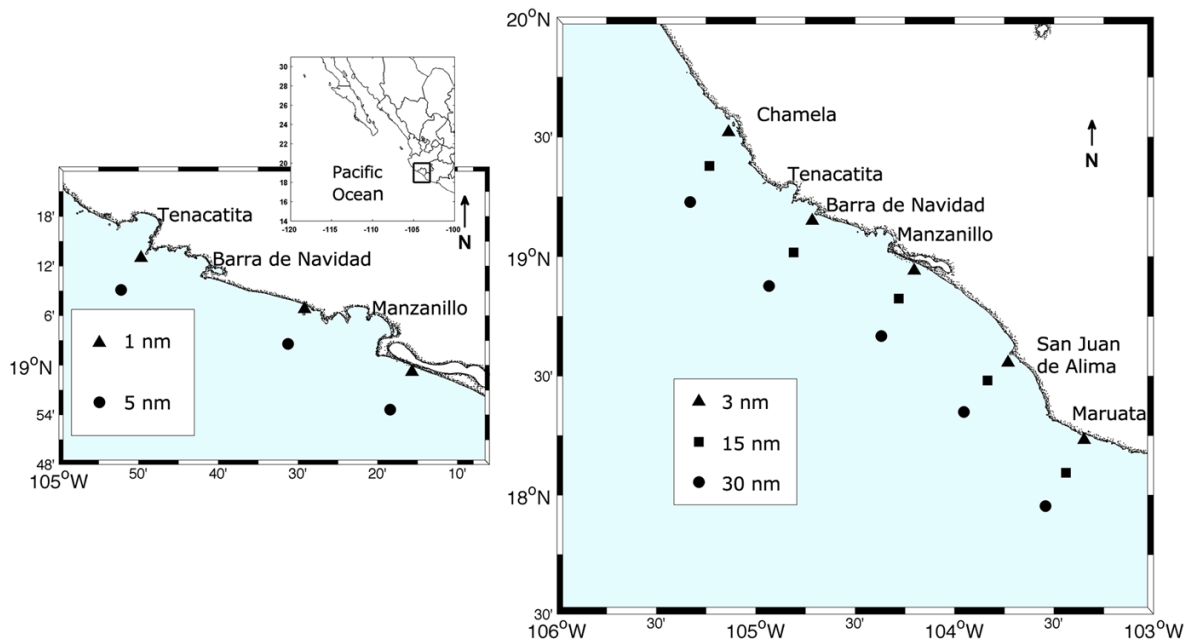 30
28
26
24
22
20
18
16
14
-120
-115
-110
-105
-100
Pacific
Ocean
N
Tenacatita
Barra de Navidad
Manzanillo
18'
12'
6'
19°N
54'
48'
105°W
50'
40'
30'
20'
10'
1 nm
5 nm
20°N
30'
19°N
30'
18°N
30'
106°W
30'
105°W
30'
104°W
30'
103°W
N
Chamela
Tenacatita
Barra de Navidad
Manzanillo
San Juan
de Alima
Maruata
3 nm
15 nm
30 nm